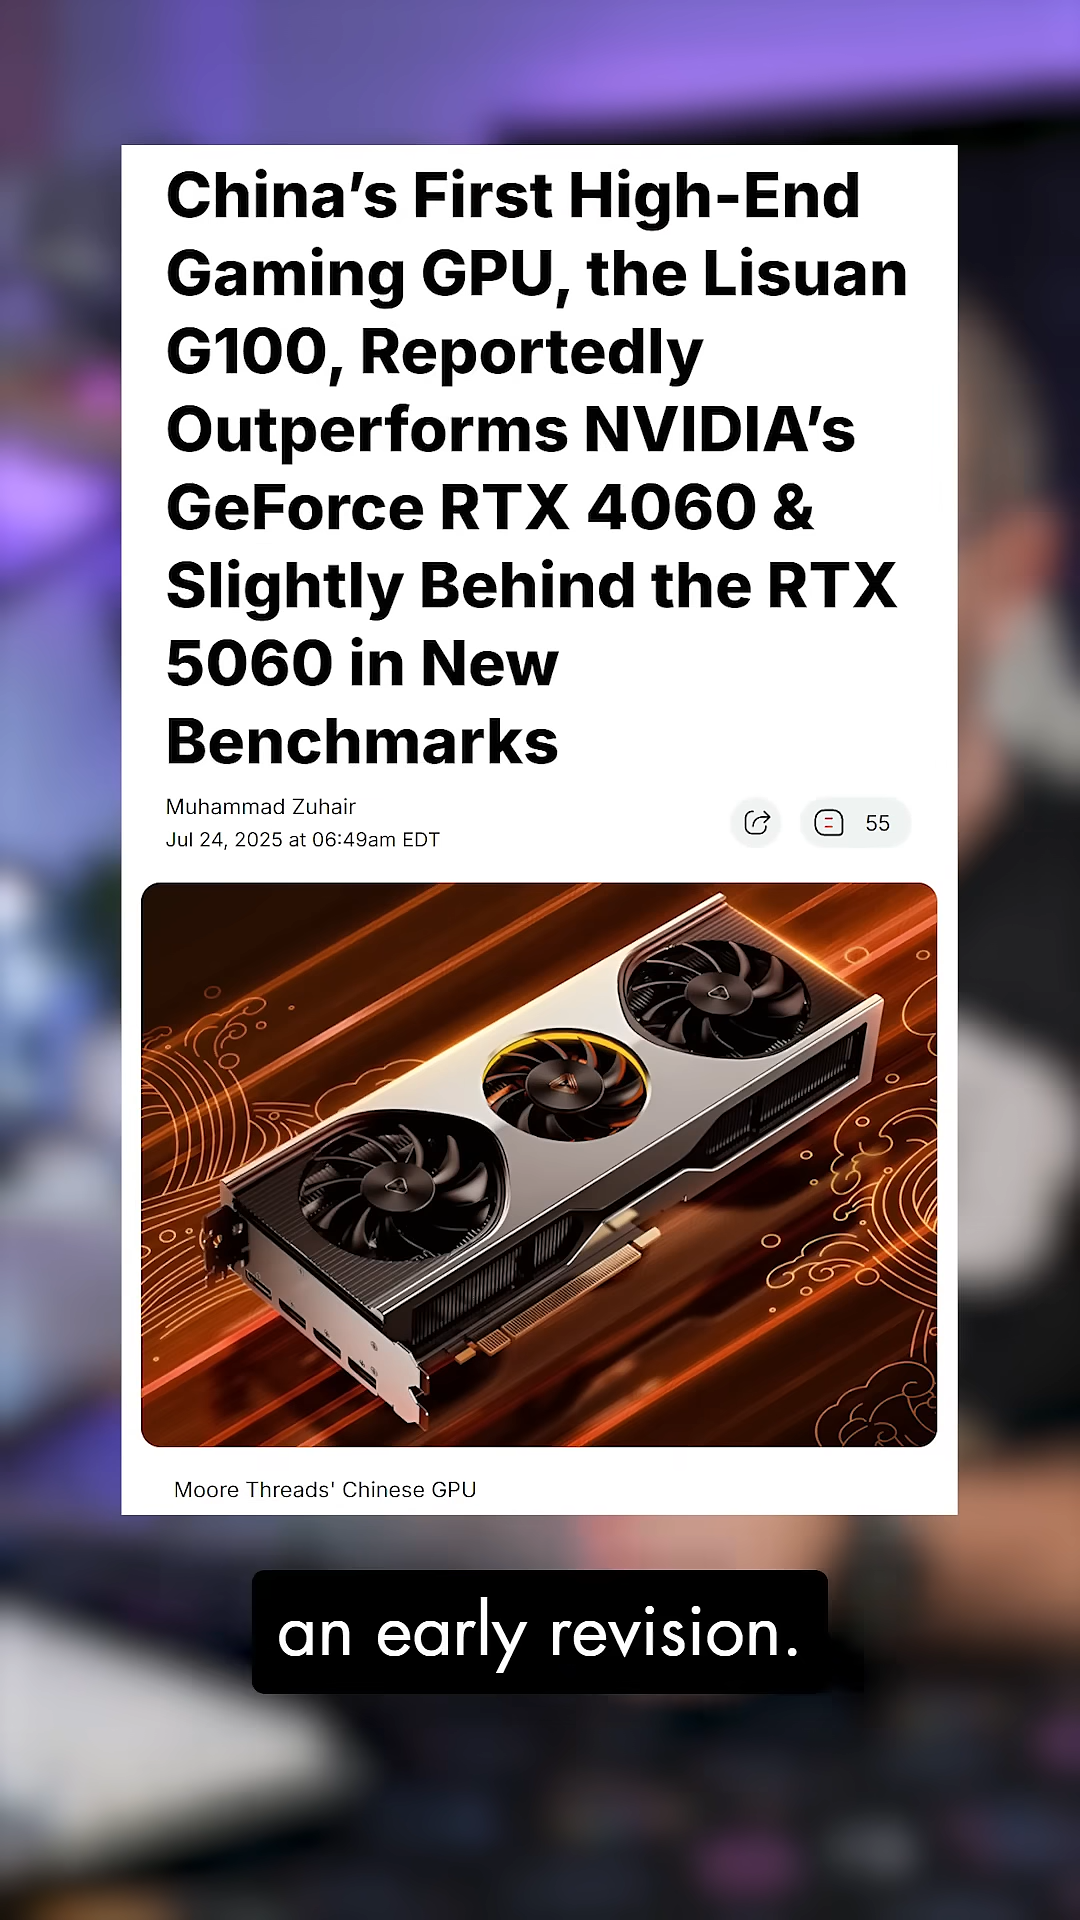 China’s First High-End
Gaming GPU, the Lisuan
G100, Reportedly
Outperforms NVIDIA’s
GeForce RTX 4060 &
Slightly Behind the RTX
5060 in New
Benchmarks
Muhammad Zuhair
Jul 24, 2025 at 06:49am EDT
55
Moore Threads' Chinese GPU
an early revision.